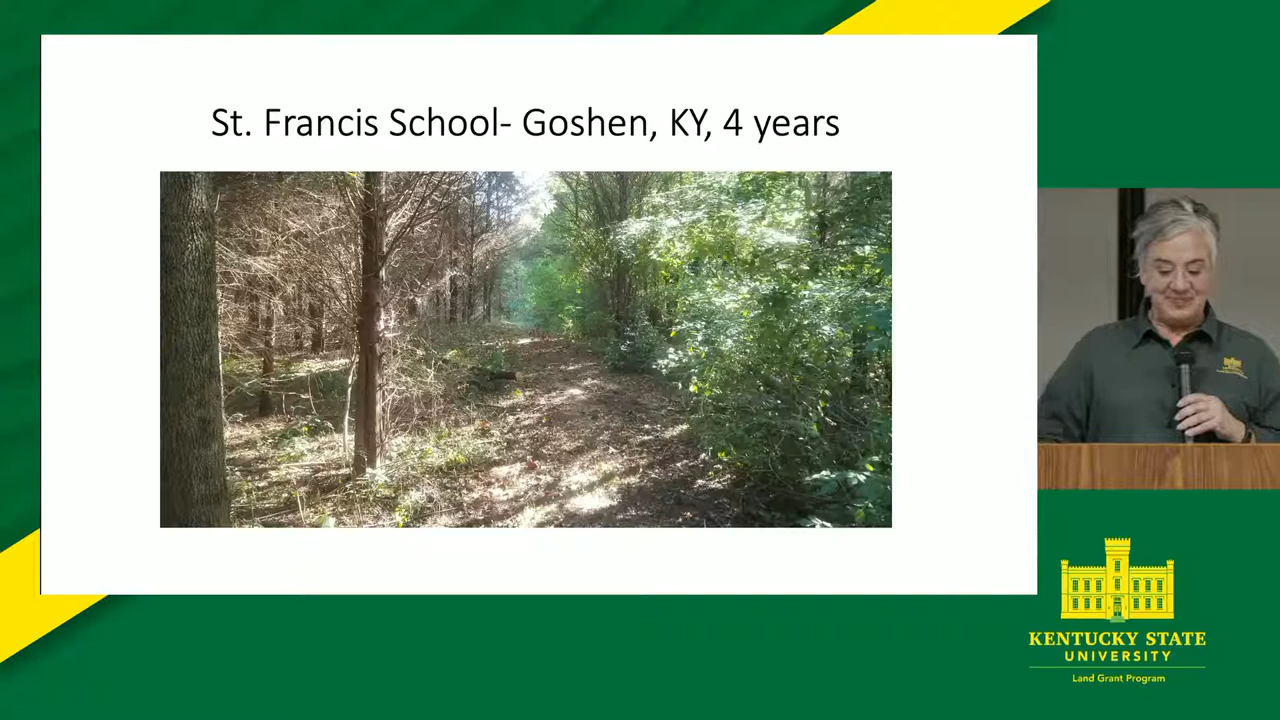 St. Francis School- Goshen, KY, 4 years
KENTUCKY STATE
UNIVERSITY
Land Grant Program